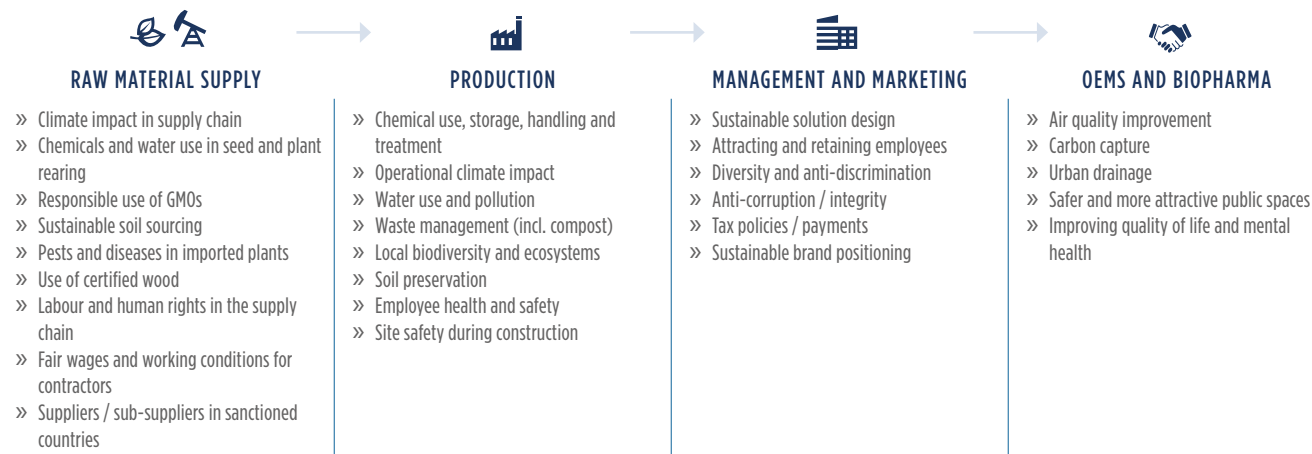 RAW MATERIAL SUPPLY
» Climate impact in supply chain
» Chemicals and water use in seed and plant
rearing
» Responsible use of GMOs
» Sustainable soil sourcing
» Pests and diseases in imported plants
» Use of certified wood
» Labour and human rights in the supply
chain
» Fair wages and working conditions for
contractors
» Suppliers / sub-suppliers in sanctioned
countries
PRODUCTION
» Chemical use, storage, handling and
treatment
» Operational climate impact
» Water use and pollution
» Waste management (incl. compost)
» Local biodiversity and ecosystems
» Soil preservation
» Employee health and safety
» Site safety during construction
MANAGEMENT AND MARKETING
» Sustainable solution design
» Attracting and retaining employees
» Diversity and anti-discrimination
» Anti-corruption / integrity
» Tax policies / payments
» Sustainable brand positioning
OEMS AND BIOPHARMA
» Air quality improvement
» Carbon capture
» Urban drainage
» Safer and more attractive public spaces
» Improving quality of life and mental
health